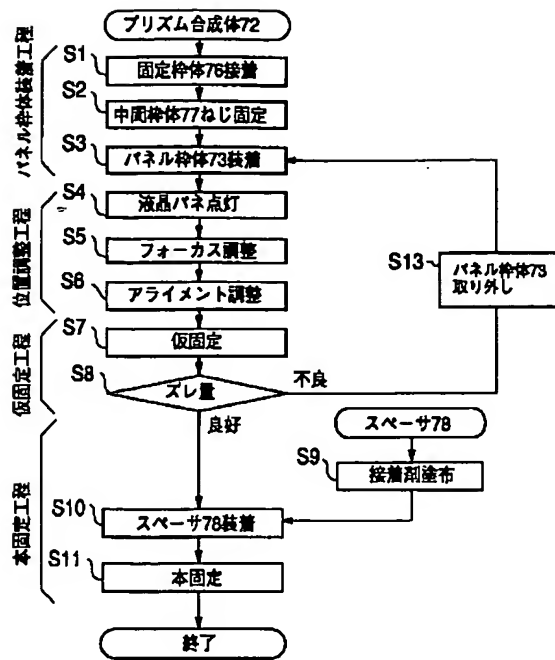 プリズム合成体72
パネル枠体装着工程
S1
固定枠体76接着
S2
中間枠体77ねじ固定
S3
パネル枠体73装着
位置調整工程
S4
液晶パネ点灯
S5
フォーカス調整
S6
アライメント調整
S13
パネル枠体73
取り外し
仮固定工程
S7
仮固定
S8
ズレ量
不良
良好
本固定工程
スペーサ78
S9
接着剤塗布
S10
スペーサ78装着
S11
本固定
終了